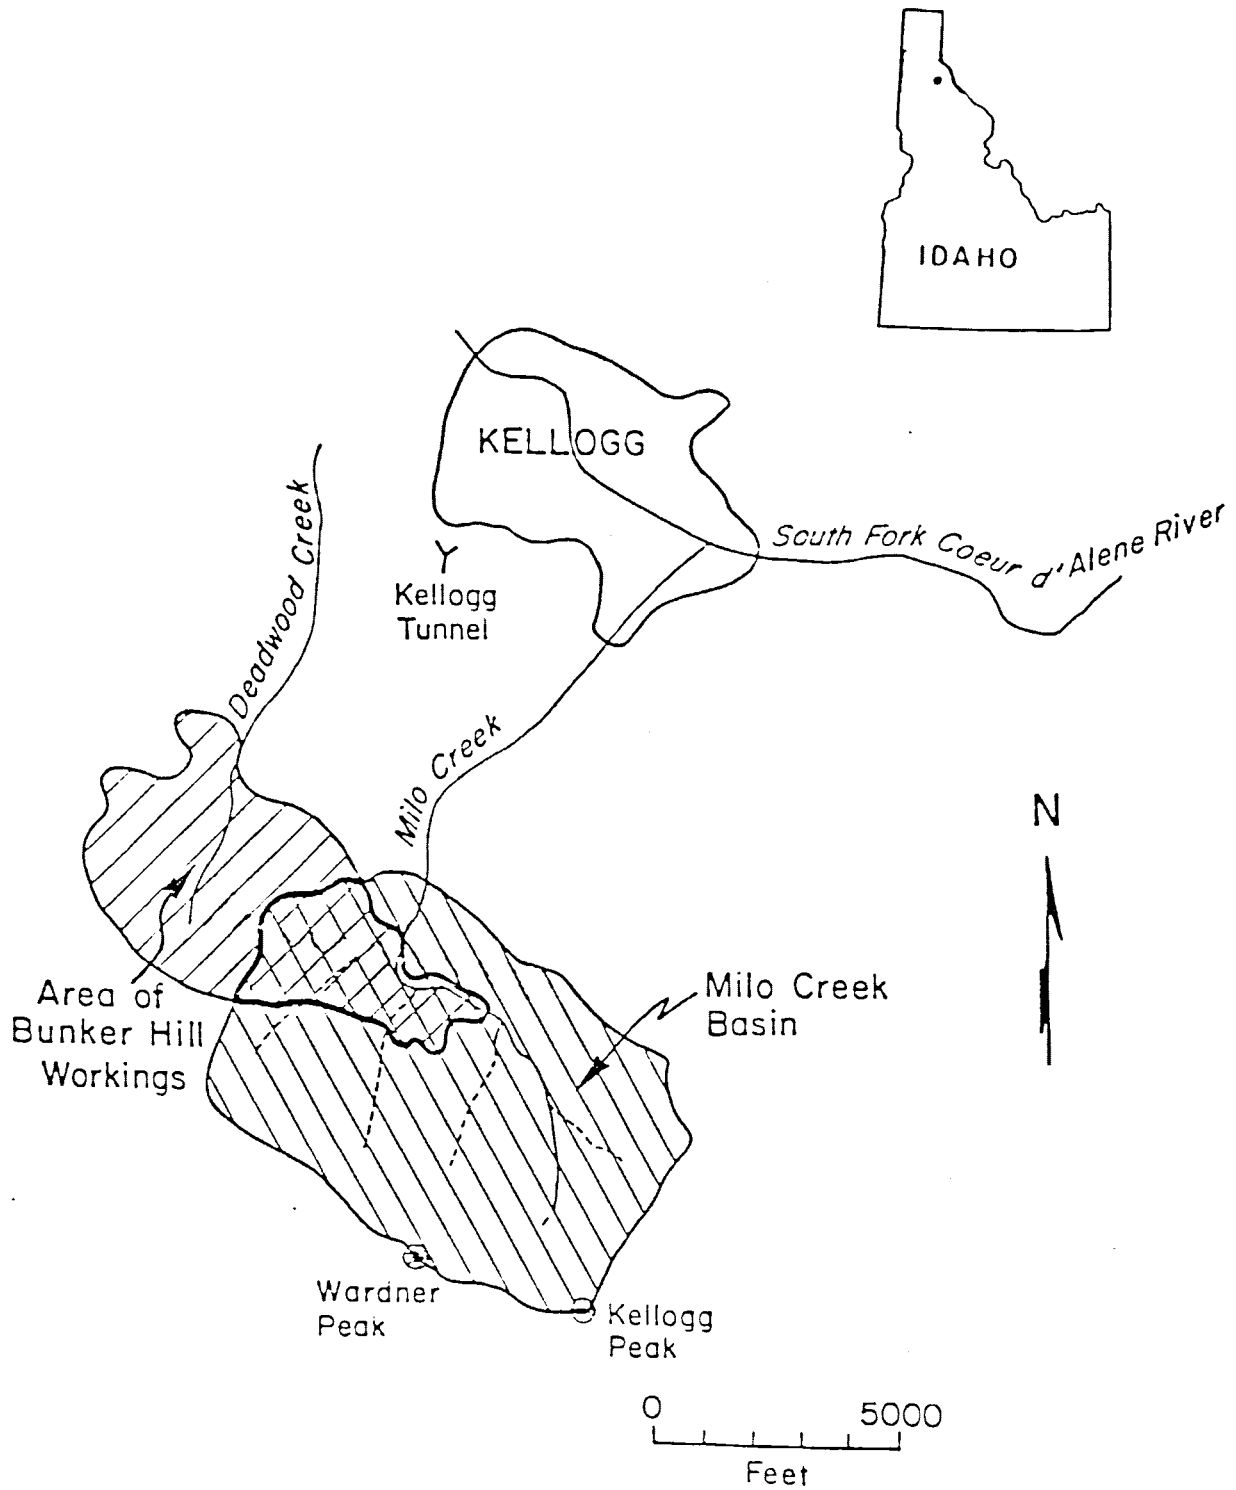 IDAHO
KELLOGG
South Fork Coeur d'Alene River
Deadwood Creek
Kellogg
Tunnel
Milo Creek
N
Area of
Bunker Hill
Workings
Milo Creek
Basin
Wardner
Peak
Kellogg
Peak
0 5000
Feet